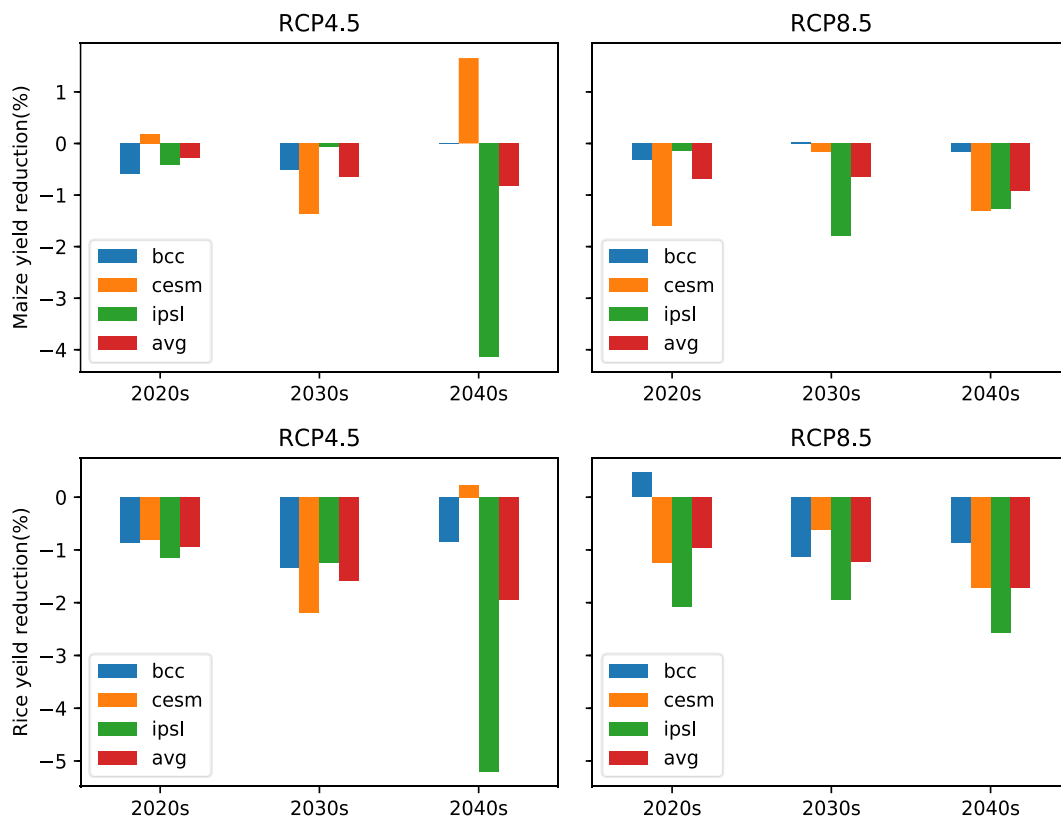 RCP4.5
RCP8.5
Maize yield reduction(%)
1
0
−1
−2
−3
−4
bcc
cesm
ipsl
avg
2020s
2030s
2040s
bcc
cesm
ipsl
avg
2020s
2030s
2040s
RCP4.5
RCP8.5
Rice yeild reduction(%)
0
−1
−2
−3
−4
−5
bcc
cesm
ipsl
avg
2020s
2030s
2040s
bcc
cesm
ipsl
avg
2020s
2030s
2040s